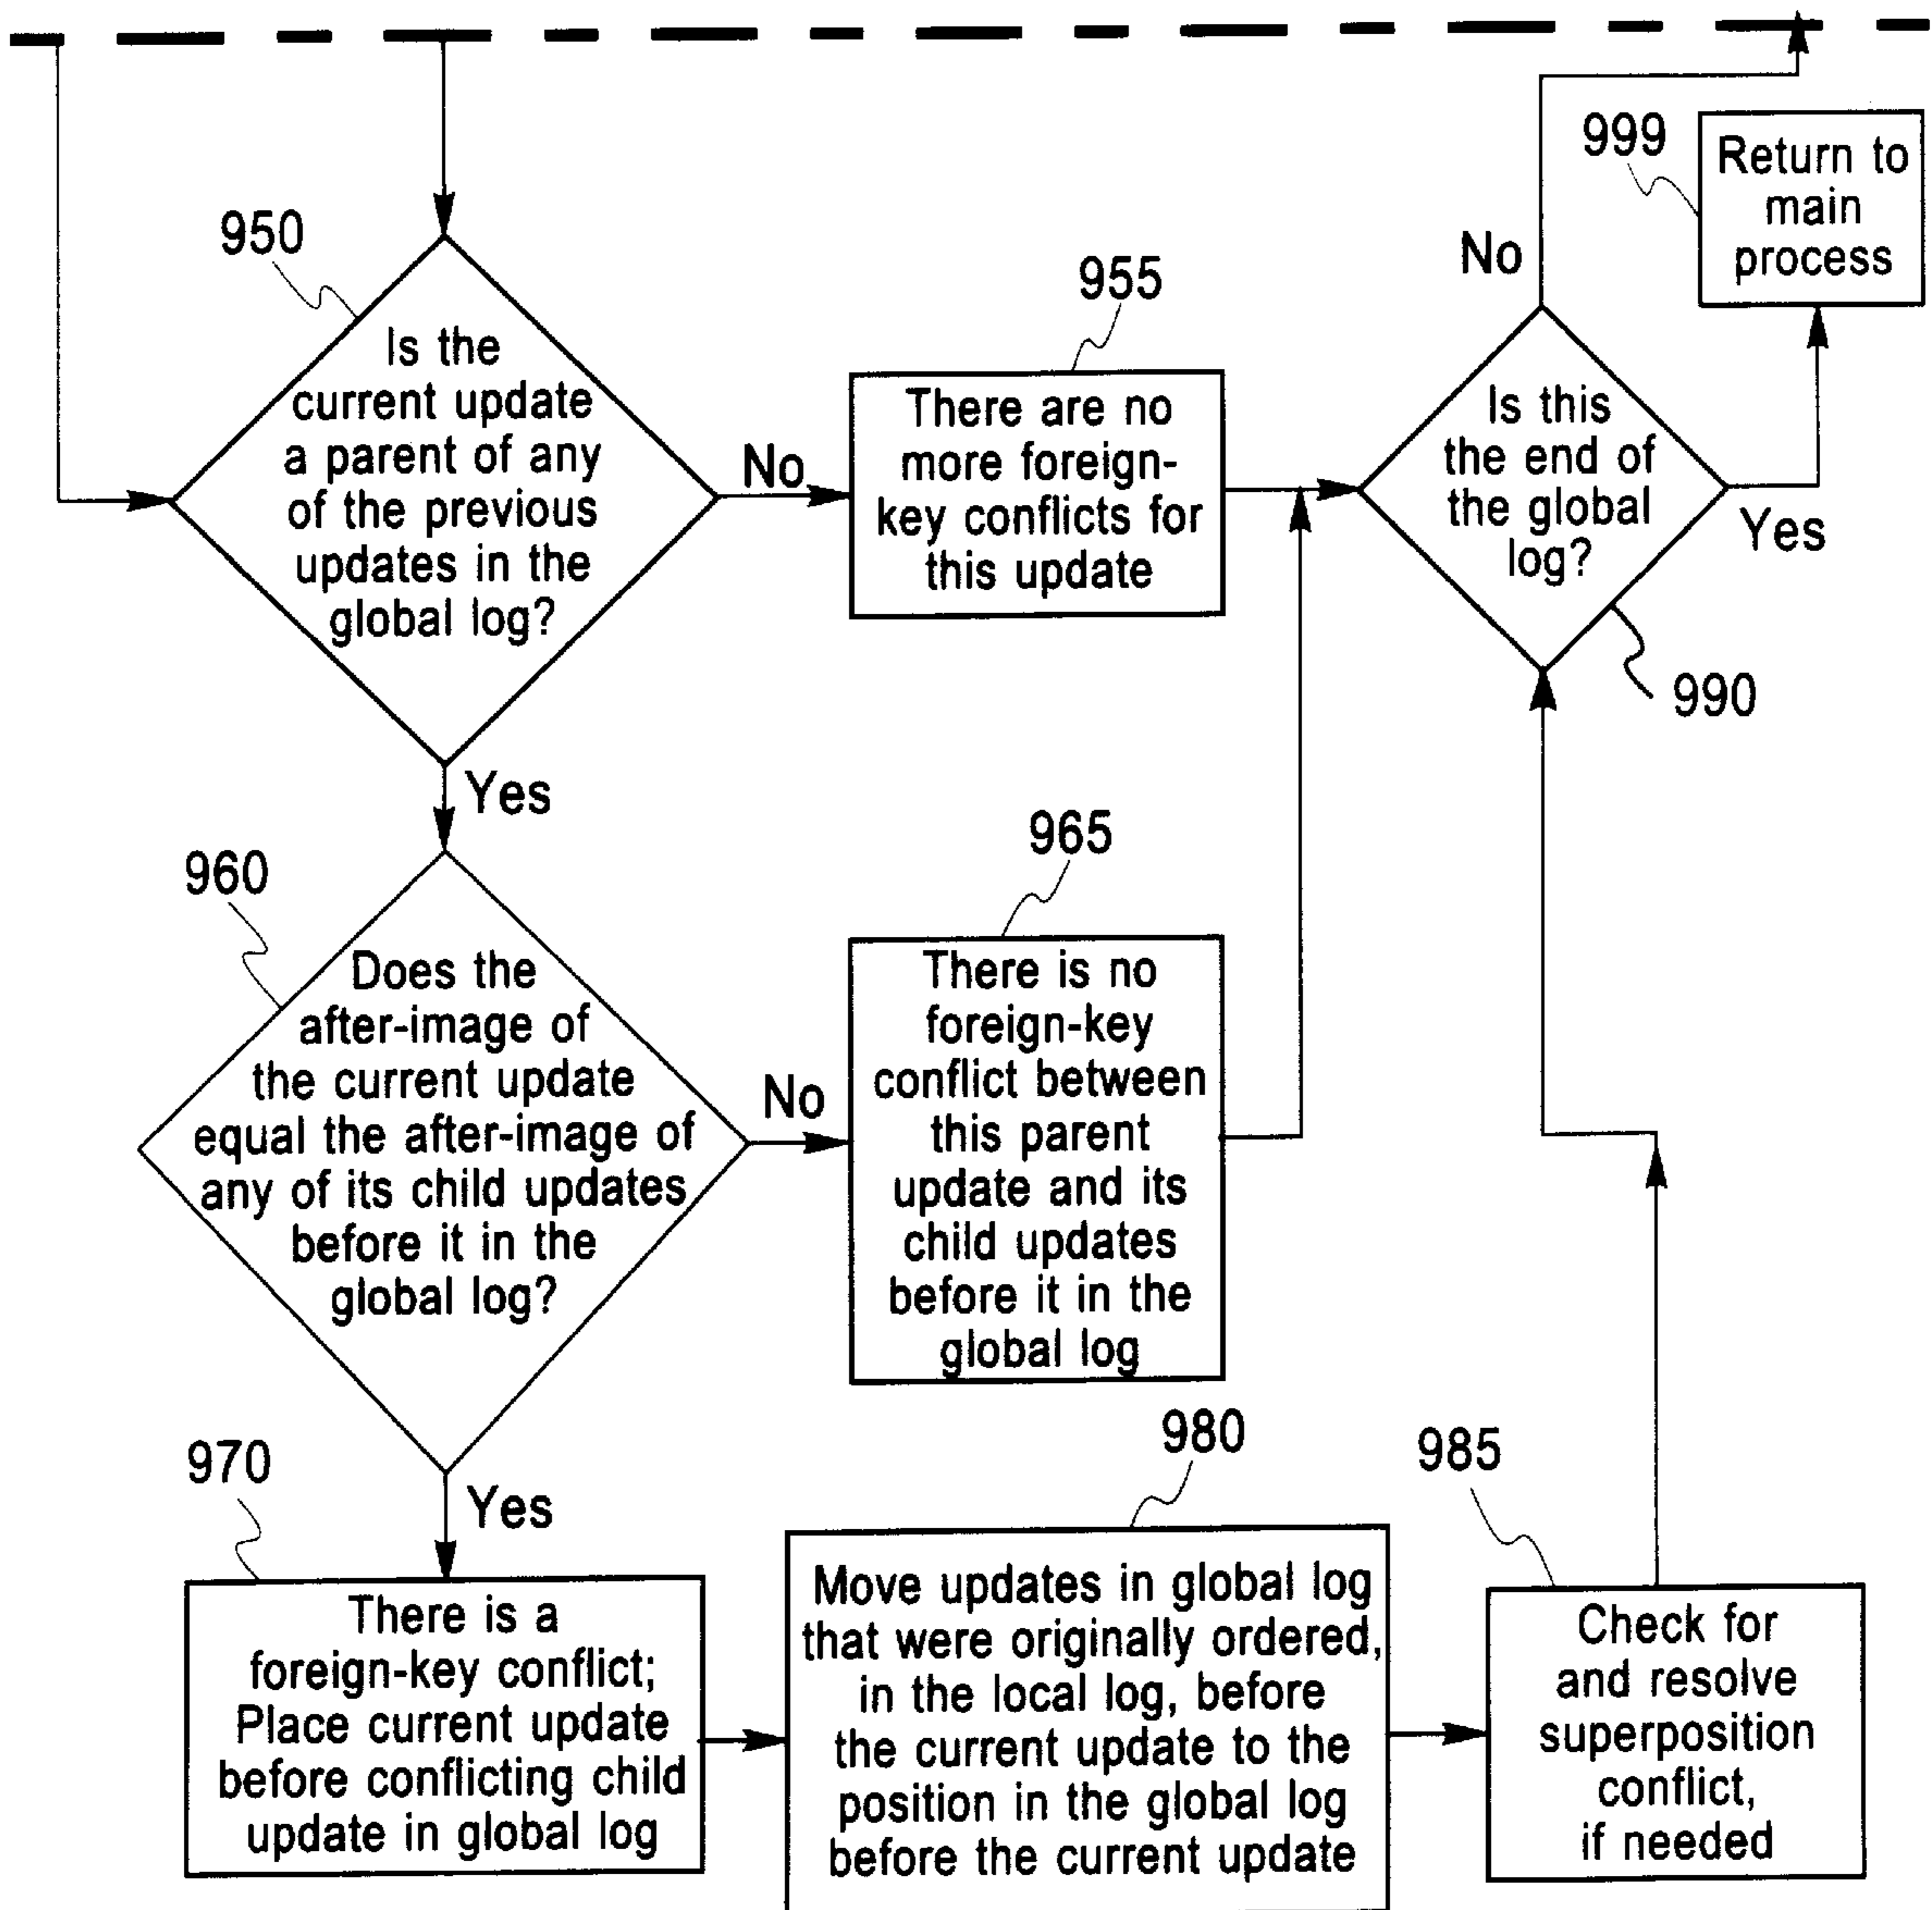 999
Return to
main
process
950
Is the
current update
a parent of any
of the previous
updates in the
global log?
No
955
There are no
more foreign-
key conflicts for
this update
No
Is this
the end of
the global
log?
Yes
990
Yes
960
Does the
after-image of
the current update
equal the after-image of
any of its child updates
before it in the
global log?
No
965
There is no
foreign-key
conflict between
this parent
update and its
child updates
before it in the
global log
Yes
970
There is a
foreign-key conflict;
Place current update
before conflicting child
update in global log
980
Move updates in global log
that were originally ordered,
in the local log, before
the current update to the
position in the global log
before the current update
985
Check for
and resolve
superposition
conflict,
if needed